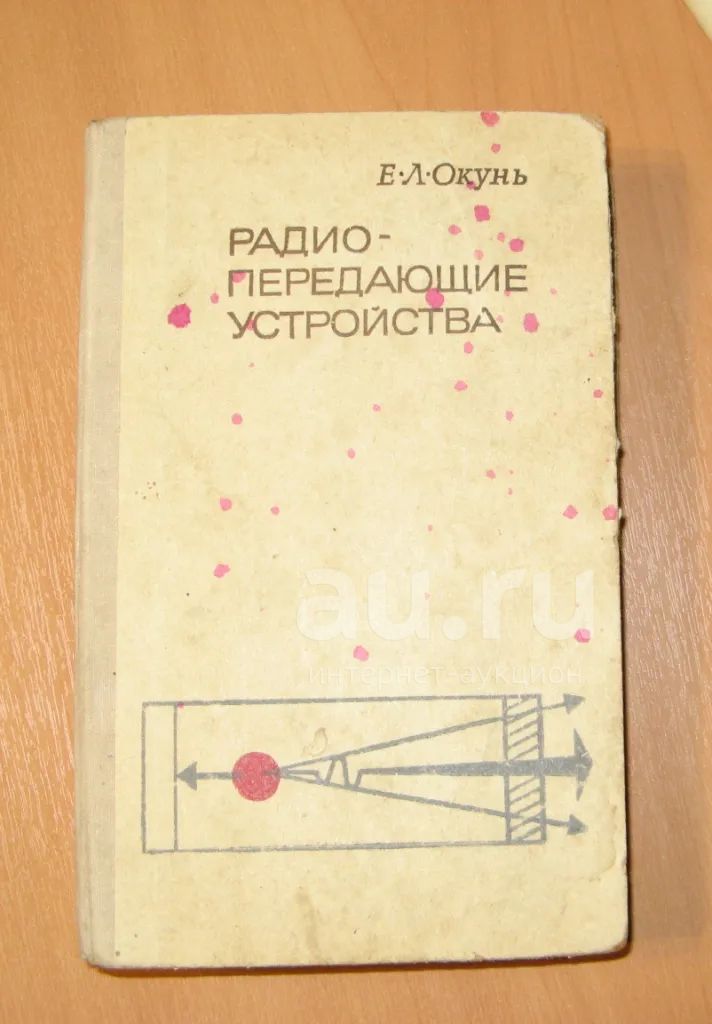 Е·Л·Окунь
РАДИО-
ПЕРЕДАЮЩИЕ
УСТРОЙСТВА
au.ru
интернет-аукцион